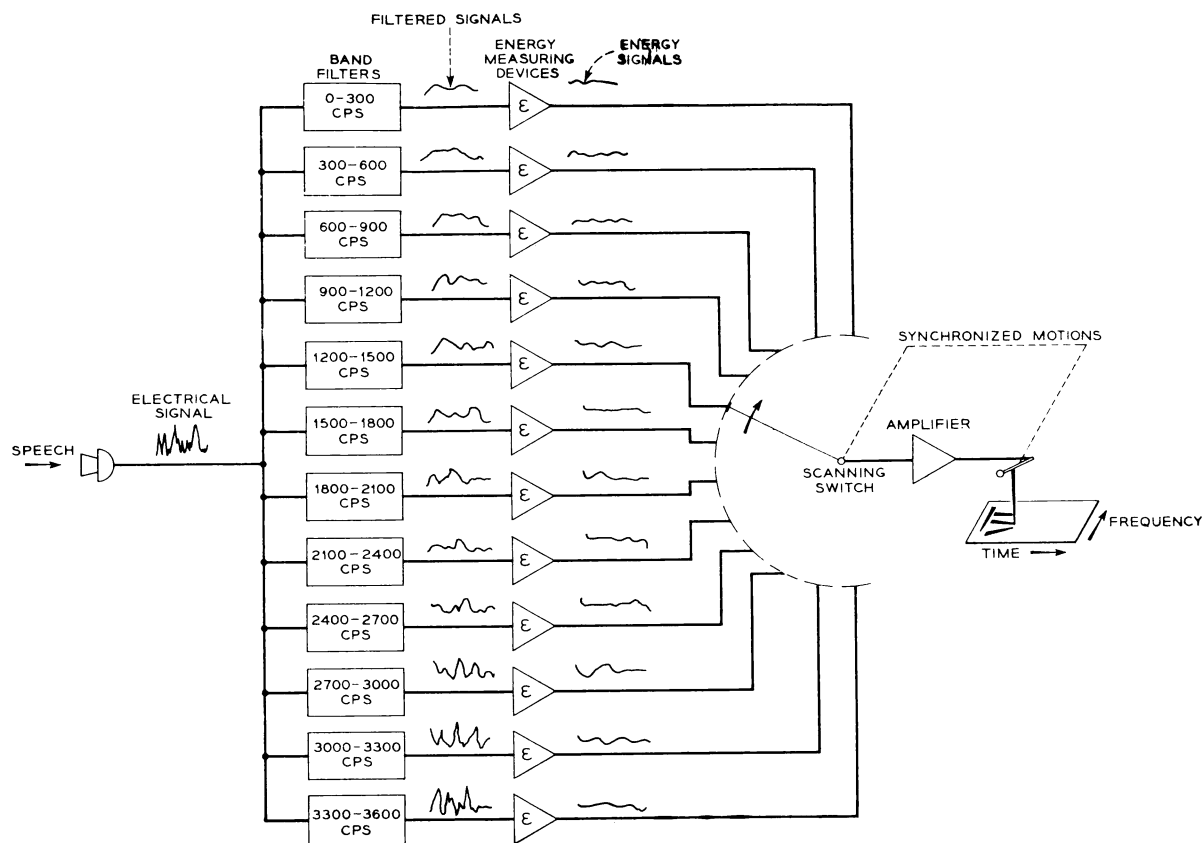 FILTERED SIGNALS
BAND
FILTERS
ENERGY
MEASURING
DEVICES
ENERGY
SIGNALS
0-300
CPS
ε
300-600
CPS
ε
600-900
CPS
ε
900-1200
CPS
ε
1200-1500
CPS
ε
1500-1800
CPS
ε
1800-2100
CPS
ε
2100-2400
CPS
ε
2400-2700
CPS
ε
2700-3000
CPS
ε
3000-3300
CPS
ε
3300-3600
CPS
ε
SPEECH
ELECTRICAL
SIGNAL
SYNCHRONIZED MOTIONS
AMPLIFIER
SCANNING
SWITCH
FREQUENCY
TIME